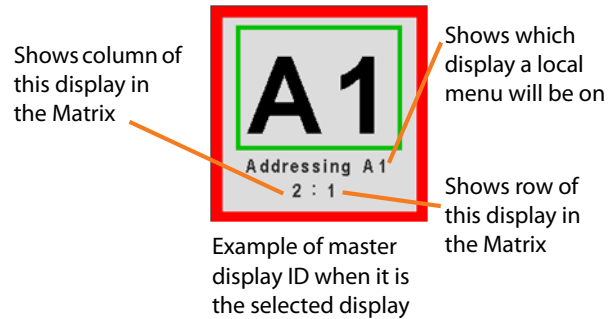 Shows column of
this display in
the Matrix
A1
Addressing A1
2 : 1
Shows which
display a local
menu will be on
Shows row of
this display in
the Matrix
Example of master
display ID when it is
the selected display